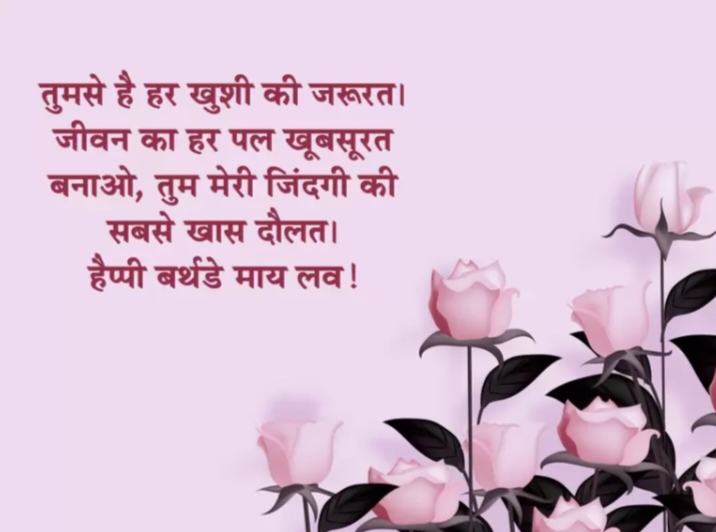 तुमसे है हर खुशी की जरूरत।
जीवन का हर पल खूबसूरत
बनाओ, तुम मेरी जिंदगी की
सबसे खास दौलत।
हैप्पी बर्थडे माय लव!